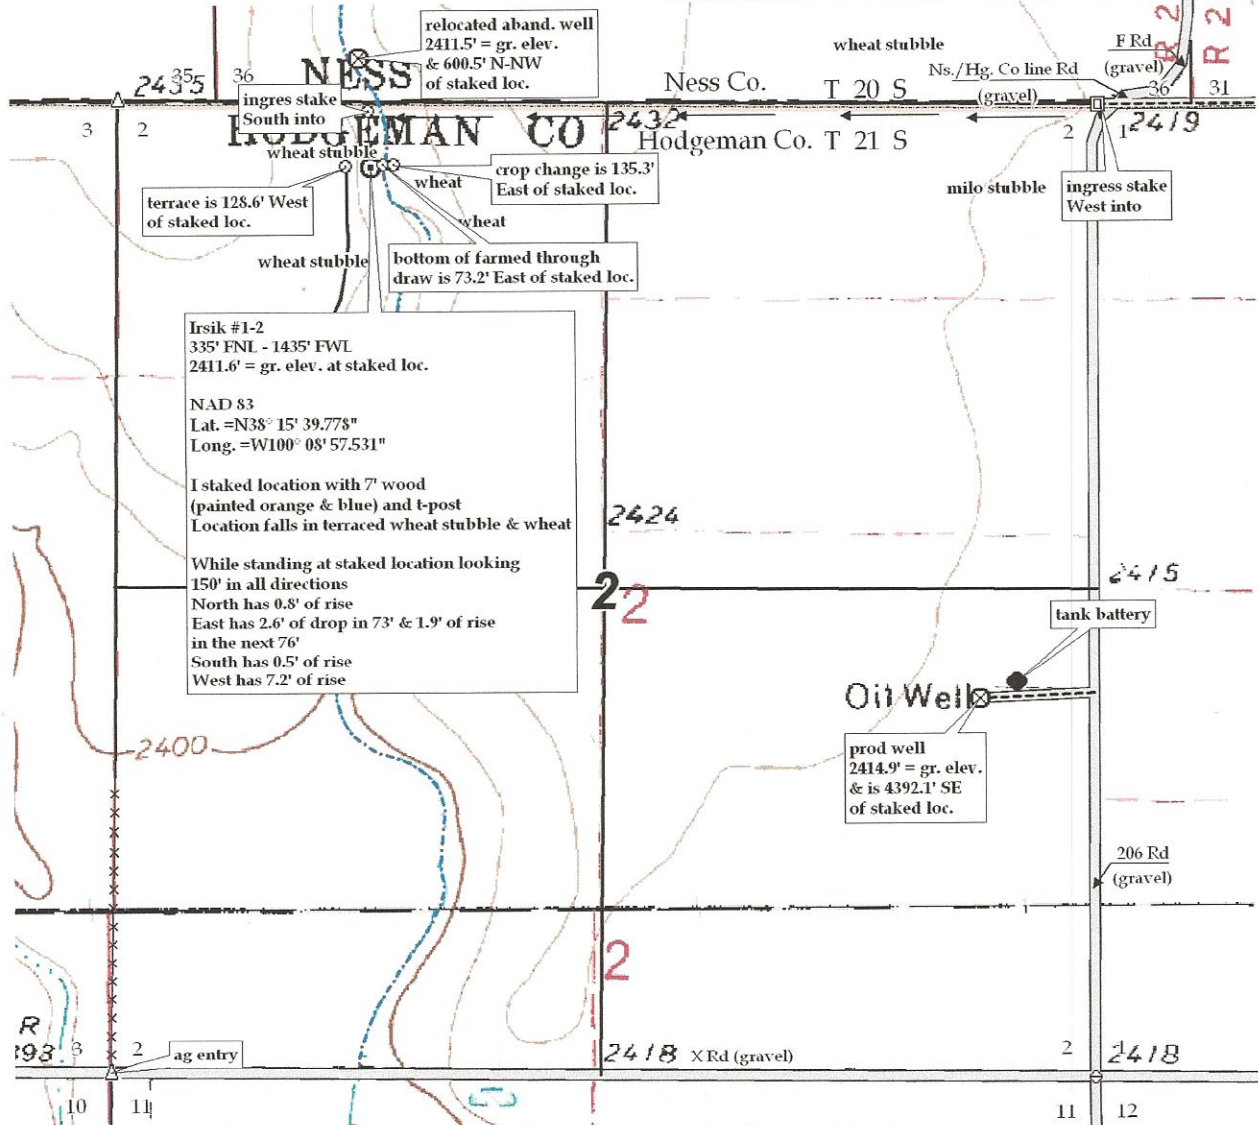 relocated aband. well
2411.5' = gr. elev.
& 600.5' N-NW
of staked loc.
wheat stubble
F Rd
(gravel)
R 2
R 2
Ns./Hg. Co line Rd
(gravel)
35
36
2435
NESS
Ness Co.
T 20 S
36
31
ingres stake
South into
3
2
HODGEMAN CO
2432
Hodgeman Co. T 21 S
2
1
2419
wheat stubble
crop change is 135.3'
East of staked loc.
wheat
milo stubble
ingress stake
West into
terrace is 128.6' West
of staked loc.
wheat
wheat stubble
bottom of farmed through
draw is 73.2' East of staked loc.
Irsik #1-2
335' FNL - 1435' FWL
2411.6' = gr. elev. at staked loc.
NAD 83
Lat. =N38° 15' 39.778"
Long. =W100° 08' 57.531"
I staked location with 7' wood
(painted orange & blue) and t-post
Location falls in terraced wheat stubble & wheat
While standing at staked location looking
150' in all directions
North has 0.8' of rise
East has 2.6' of drop in 73' & 1.9' of rise
in the next 76'
South has 0.5' of rise
West has 7.2' of rise
2424
2
2
2415
tank battery
Oil Well
2400
prod well
2414.9' = gr. elev.
& is 4392.1' SE
of staked loc.
206 Rd
(gravel)
2
R
3
2
ag entry
2418
X Rd (gravel)
2
1
2418
10
11
11
12